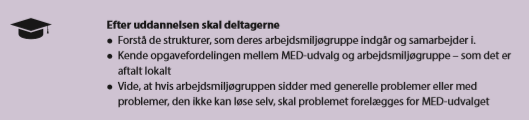 Efter uddannelsen skal deltagerne
• Forstå de strukturer, som deres arbejdsmiljøgruppe indgår og samarbejder i.
• Kende opgavefordelingen mellem MED-udvalg og arbejdsmiljøgruppe – som det er
aftalt lokalt
• Vide, at hvis arbejdsmiljøgruppen sidder med generelle problemer eller med
problemer, den ikke kan løse selv, skal problemet forelægges for MED-udvalget